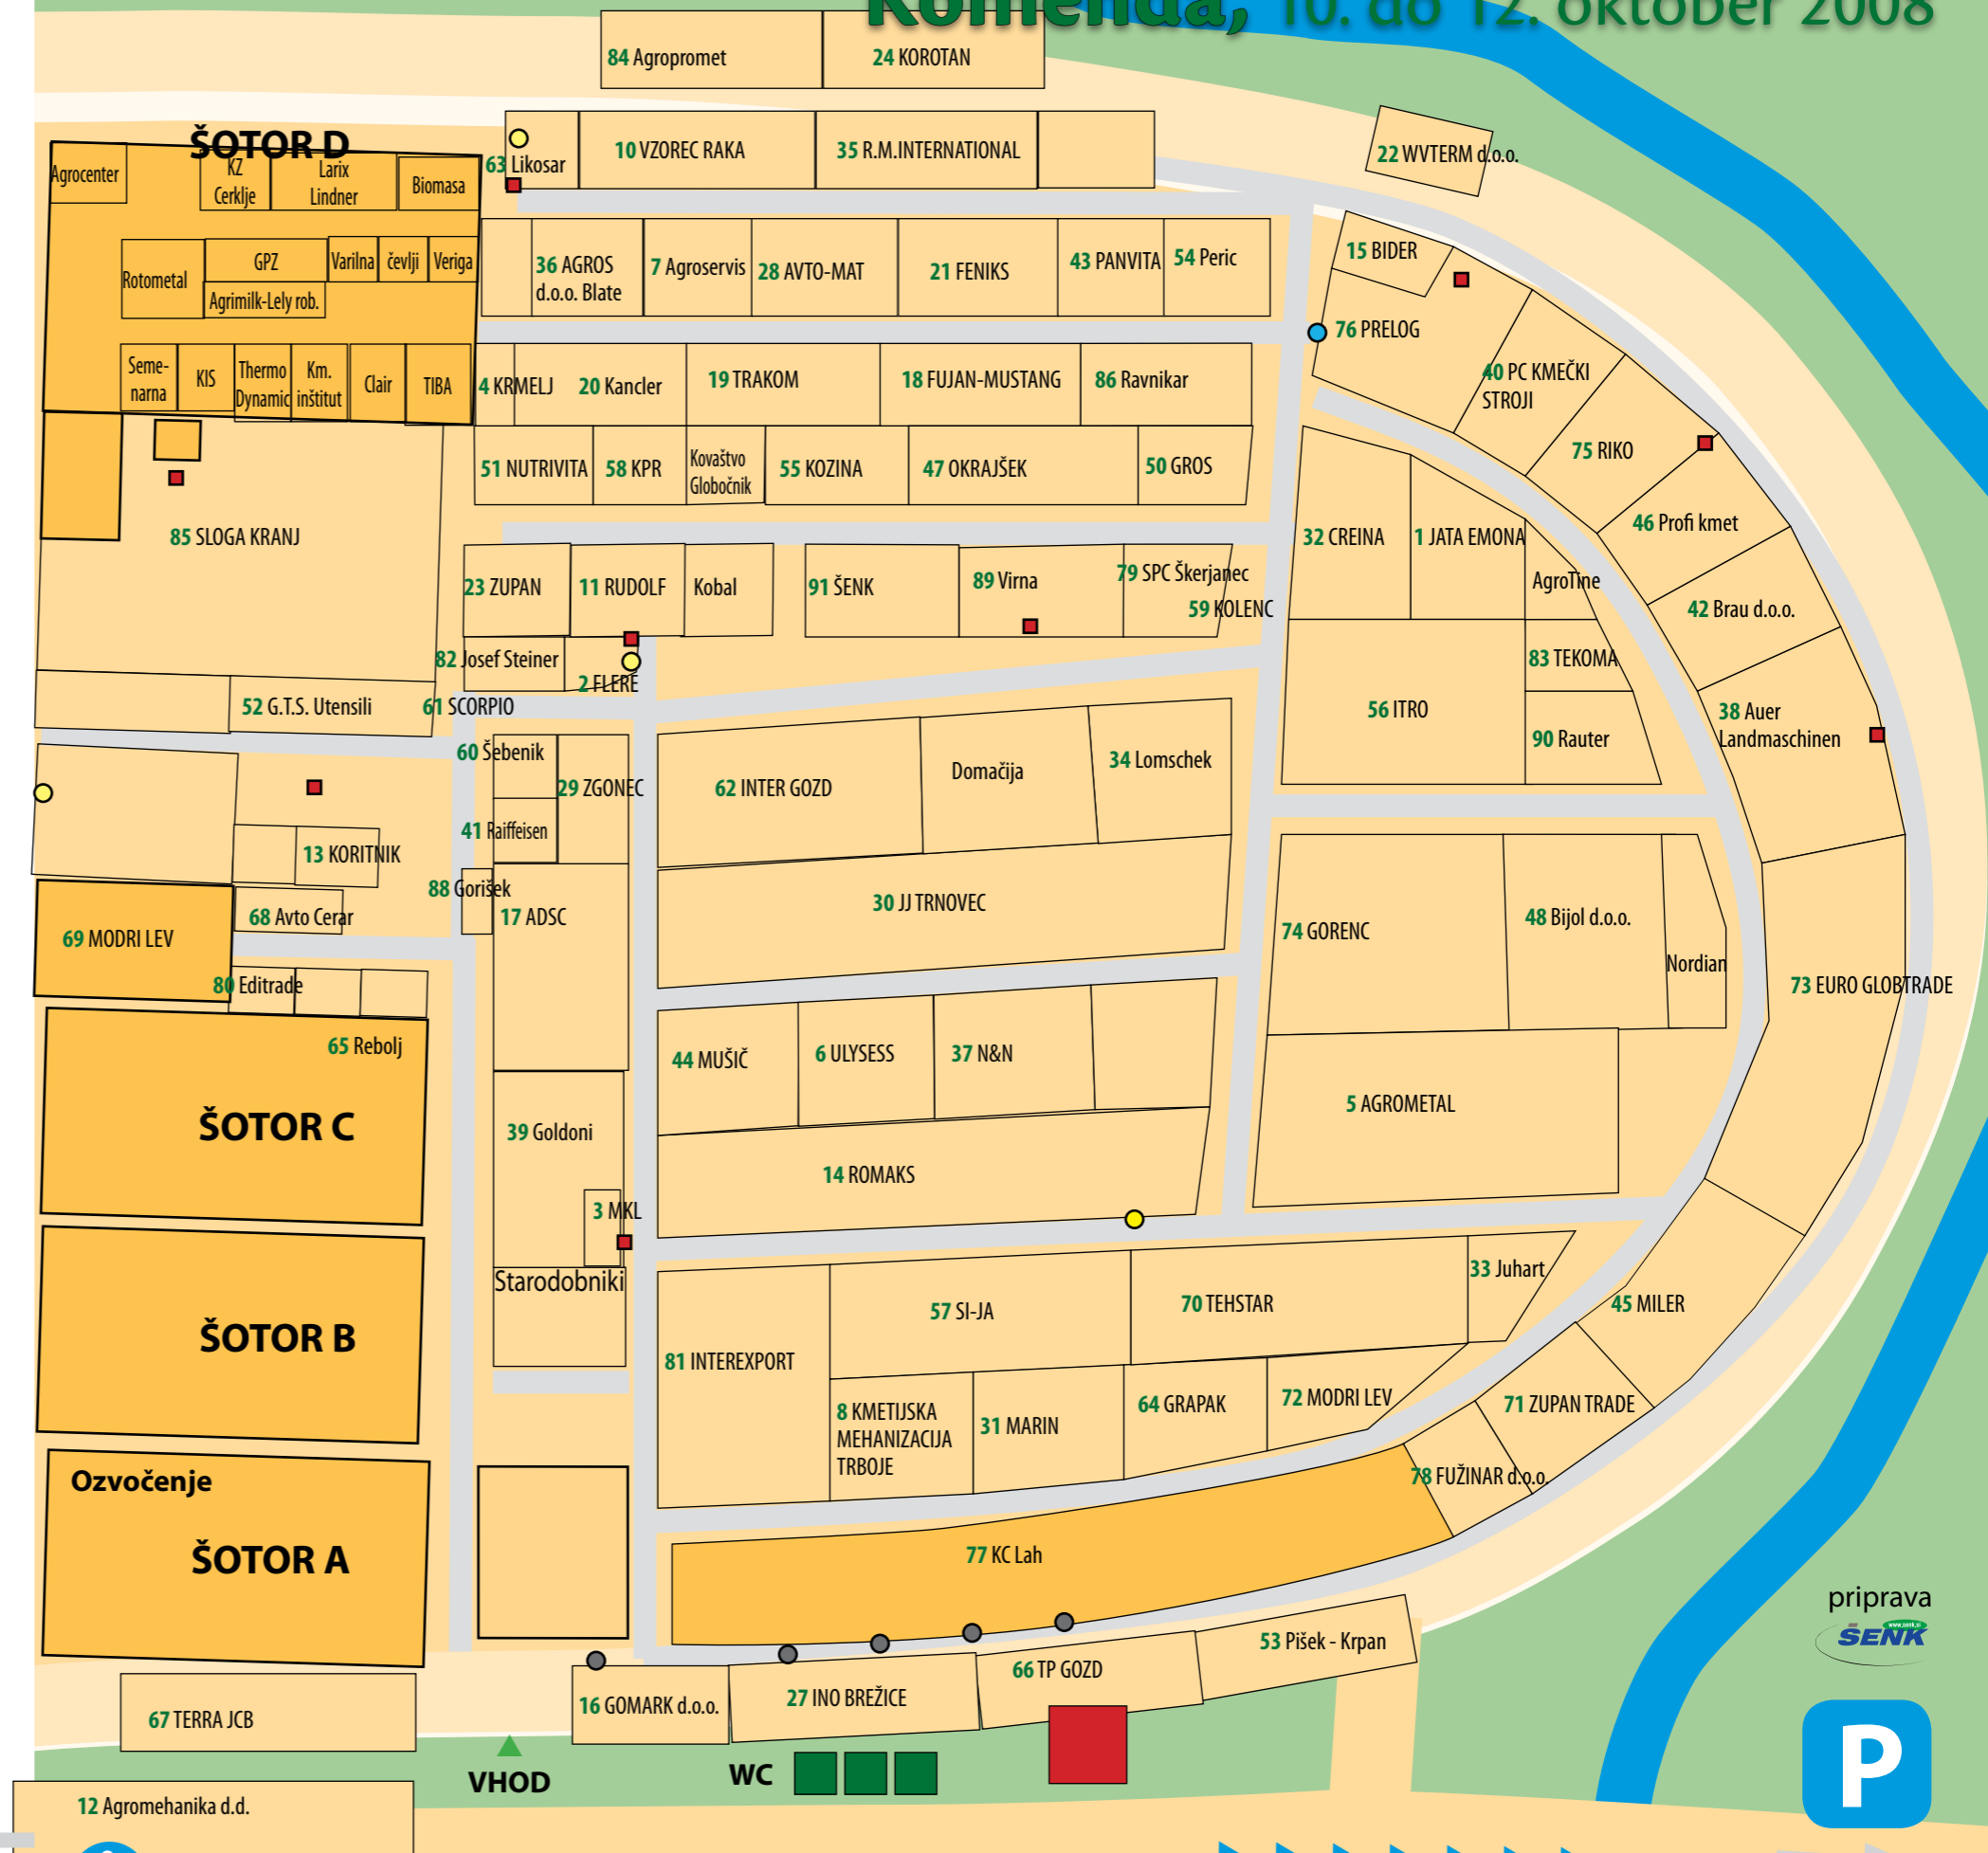 Komenda, 10. do 12. oktober 2008
84 Agropromet
24 KOROTAN
ŠOTOR D
63 Likosar
10 VZOREC RAKA
35 R.M.INTERNATIONAL
22 WVTERM d.o.o.
Agrocenter
KZ
Cerklje
Larix
Lindner
Biomasa
Rotometal
GPZ
Varilna
čevlji
Veriga
Agrimilk-Lely rob.
36 AGROS
d.o.o. Blate
7 Agroservis
28 AVTO-MAT
21 FENIKS
43 PANVITA
54 Peric
15 BIDER
76 PRELOG
40 PC KMEČKI
STROJI
75 RIKO
46 Profi kmet
42 Brau d.o.o.
38 Auer
Landmaschinen
Seme-
narna
KIS
Thermo
Dynamic
Km.
inštitut
Clair
TIBA
4 KRMELJ
20 Kancler
19 TRAKOM
18 FUJAN-MUSTANG
86 Ravnikar
51 NUTRIVITA
58 KPR
Kovaštvo
Globočnik
55 KOZINA
47 OKRAJŠEK
50 GROS
85 SLOGA KRANJ
32 CREINA
1 JATA EMONA
AgroTine
23 ZUPAN
11 RUDOLF
Kobal
91 ŠENK
89 Virna
79 SPC Škerjanec
59 KOLENC
82 Josef Steiner
2 FLERE
83 TEKOMA
56 ITRO
90 Rauter
52 G.T.S. Utensili
61 SCORPIO
60 Šebenik
29 ZGONEC
41 Raiffeisen
62 INTER GOZD
Domačija
34 Lomschek
13 KORITNIK
88 Gorišek
68 Avto Cerar
17 ADSC
30 JJ TRNOVEC
69 MODRI LEV
80 Editrade
74 GORENC
48 Bijol d.o.o.
Nordian
73 EURO GLOBTRADE
65 Rebolj
ŠOTOR C
44 MUŠIČ
6 ULYSESS
37 N&N
5 AGROMETAL
39 Goldoni
14 ROMAKS
3 MKL
Starodobniki
ŠOTOR B
57 SI-JA
70 TEHSTAR
33 Juhart
45 MILER
81 INTEREXPORT
8 KMETIJSKA
MEHANIZACIJA
TRBOJE
31 MARIN
64 GRAPAK
72 MODRI LEV
71 ZUPAN TRADE
78 FUŽINAR d.o.o.
Ozvočenje
ŠOTOR A
77 KC Lah
priprava
www.senk.si
ŠENK
53 Pišek - Krpan
66 TP GOZD
27 INO BREŽICE
16 GOMARK d.o.o.
67 TERRA JCB
VHOD
WC
P
12 Agromehanika d.d.